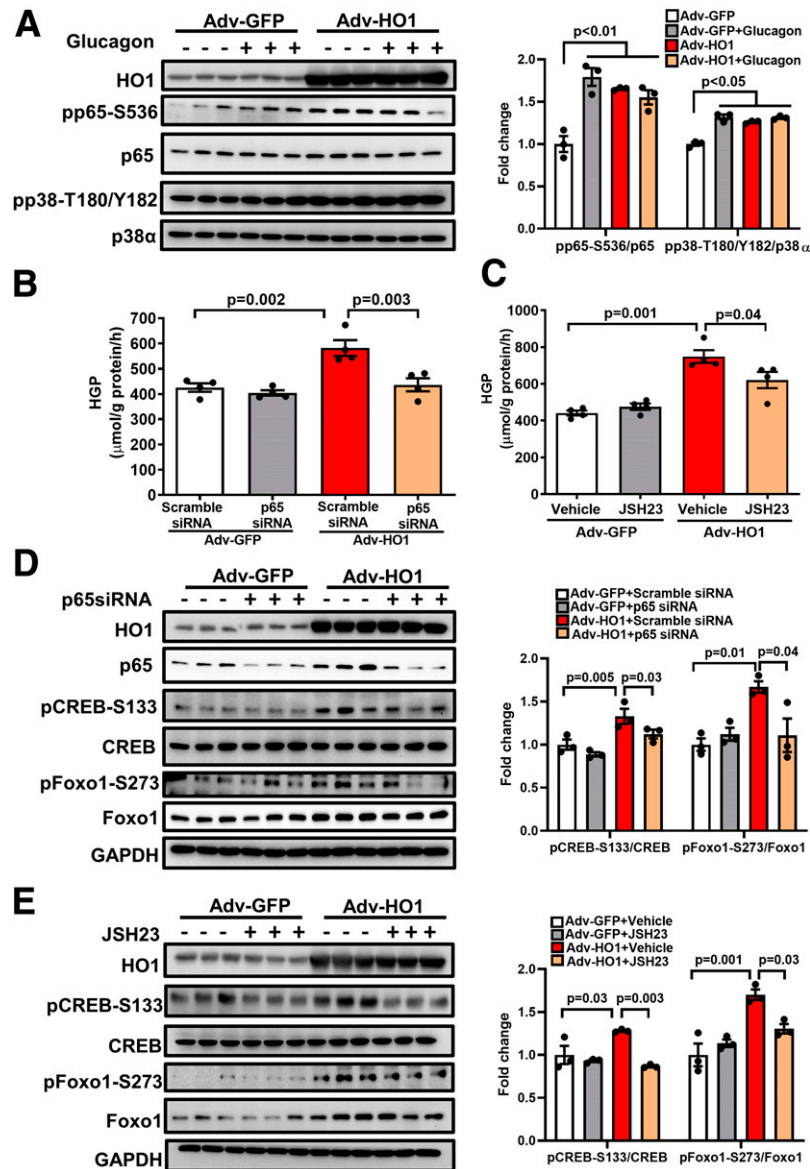 A
Adv-GFP Adv-HO1
Glucagon - - - + + + - - - + + +
HO1
pp65-S536
p65
pp38-T180/Y182
p38α
Adv-GFP
Adv-GFP+Glucagon
Adv-HO1
Adv-HO1+Glucagon
p<0.01
p<0.05
Fold change
2.0
1.5
1.0
0.5
0.0
pp65-S536/p65 pp38-T180/Y182/p38α
B
p=0.002 p=0.003
HGP
(μmol/g protein/h)
700
600
500
400
300
200
100
0
Scramble siRNA p65 siRNA Scramble siRNA p65 siRNA
Adv-GFP Adv-HO1
C
p=0.001 p=0.04
HGP
(μmol/g protein/h)
1000
800
600
400
200
0
Vehicle JSH23 Vehicle JSH23
Adv-GFP Adv-HO1
D
Adv-GFP Adv-HO1
p65siRNA - - - + + + - - - + + +
HO1
p65
pCREB-S133
CREB
pFoxo1-S273
Foxo1
GAPDH
Adv-GFP+Scramble siRNA
Adv-GFP+p65 siRNA
Adv-HO1+Scramble siRNA
Adv-HO1+p65 siRNA
p=0.005 p=0.03
p=0.01 p=0.04
Fold change
2.0
1.5
1.0
0.5
0.0
pCREB-S133/CREB pFoxo1-S273/Foxo1
E
Adv-GFP Adv-HO1
JSH23 - - - + + + - - - + + +
HO1
pCREB-S133
CREB
pFoxo1-S273
Foxo1
GAPDH
Adv-GFP+Vehicle
Adv-GFP+JSH23
Adv-HO1+Vehicle
Adv-HO1+JSH23
p=0.03 p=0.003
p=0.001 p=0.03
Fold change
2.0
1.5
1.0
0.5
0.0
pCREB-S133/CREB pFoxo1-S273/Foxo1